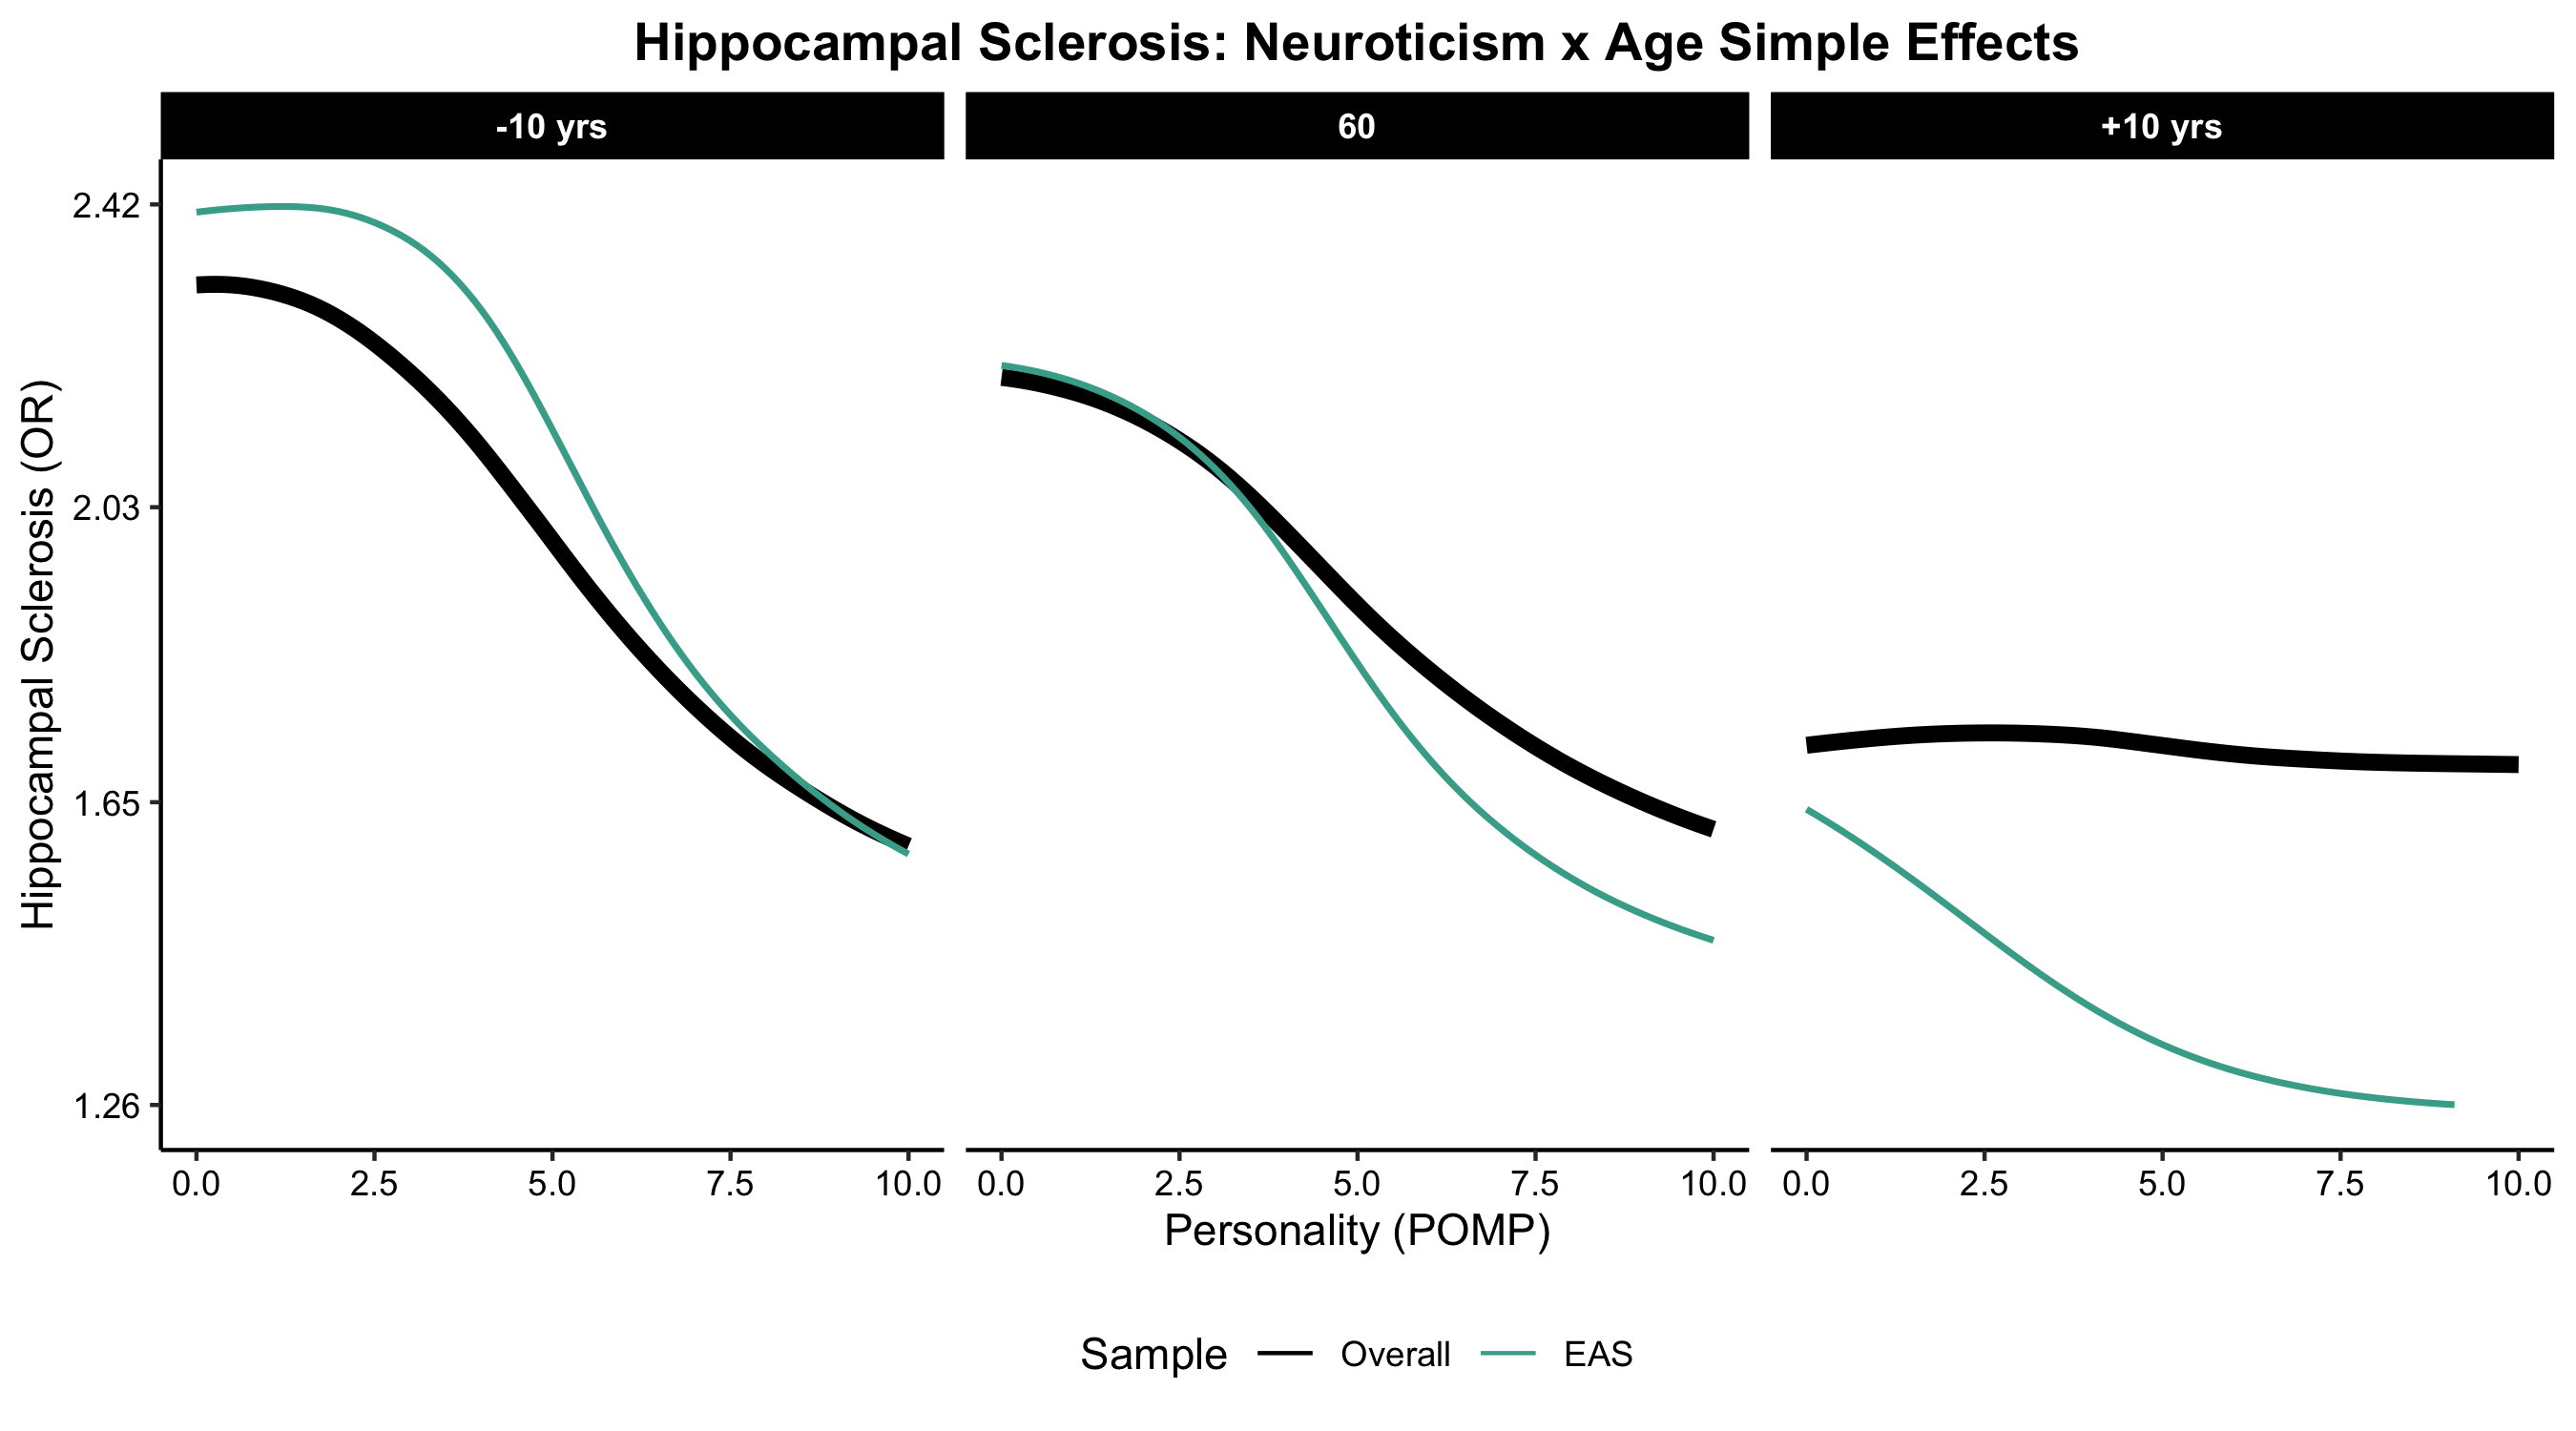 Hippocampal Sclerosis: Neuroticism x Age Simple Effects
-10 yrs
60
+10 yrs
Hippocampal Sclerosis (OR)
2.42
2.03
1.65
1.26
0.0 2.5 5.0 7.5 10.0
0.0 2.5 5.0 7.5 10.0
0.0 2.5 5.0 7.5 10.0
Personality (POMP)
Sample Overall EAS